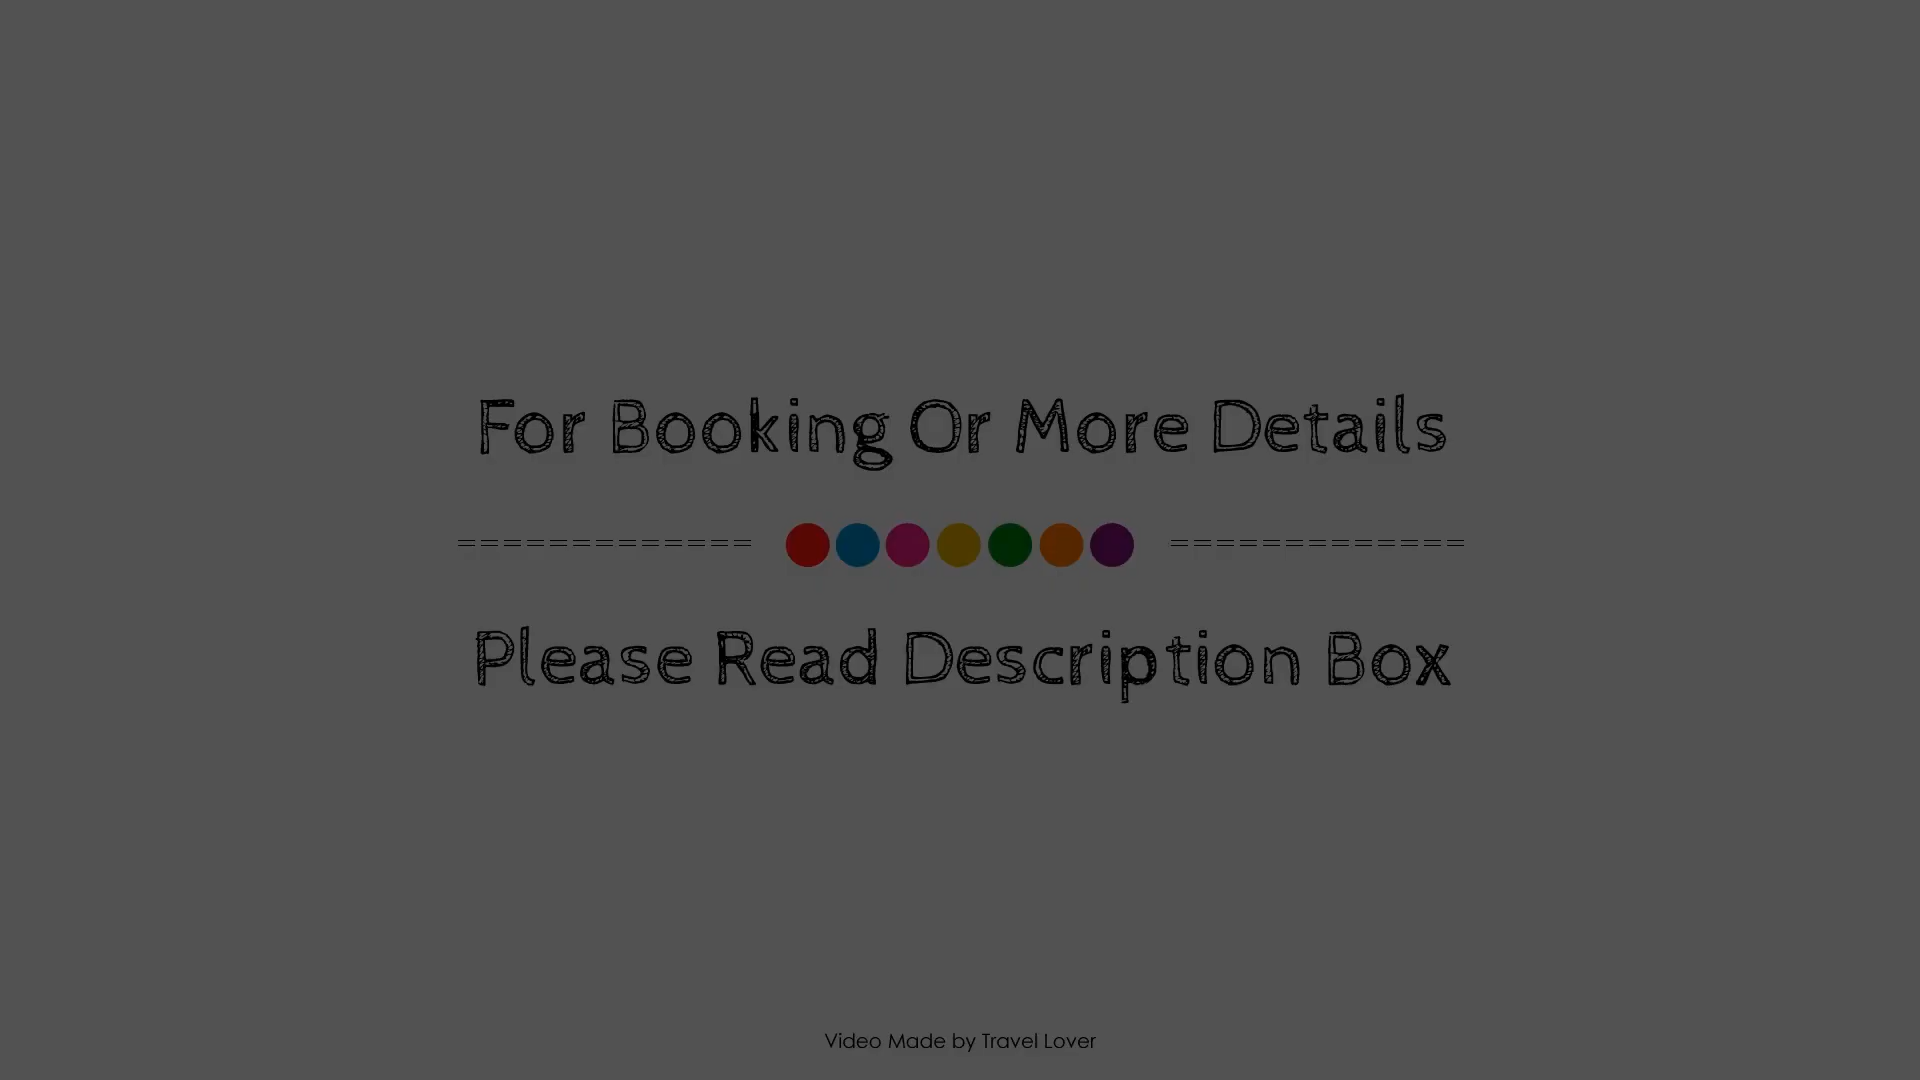 For Booking Or More Details
============= =============
Please Read Description Box
Video Made by Travel Lover